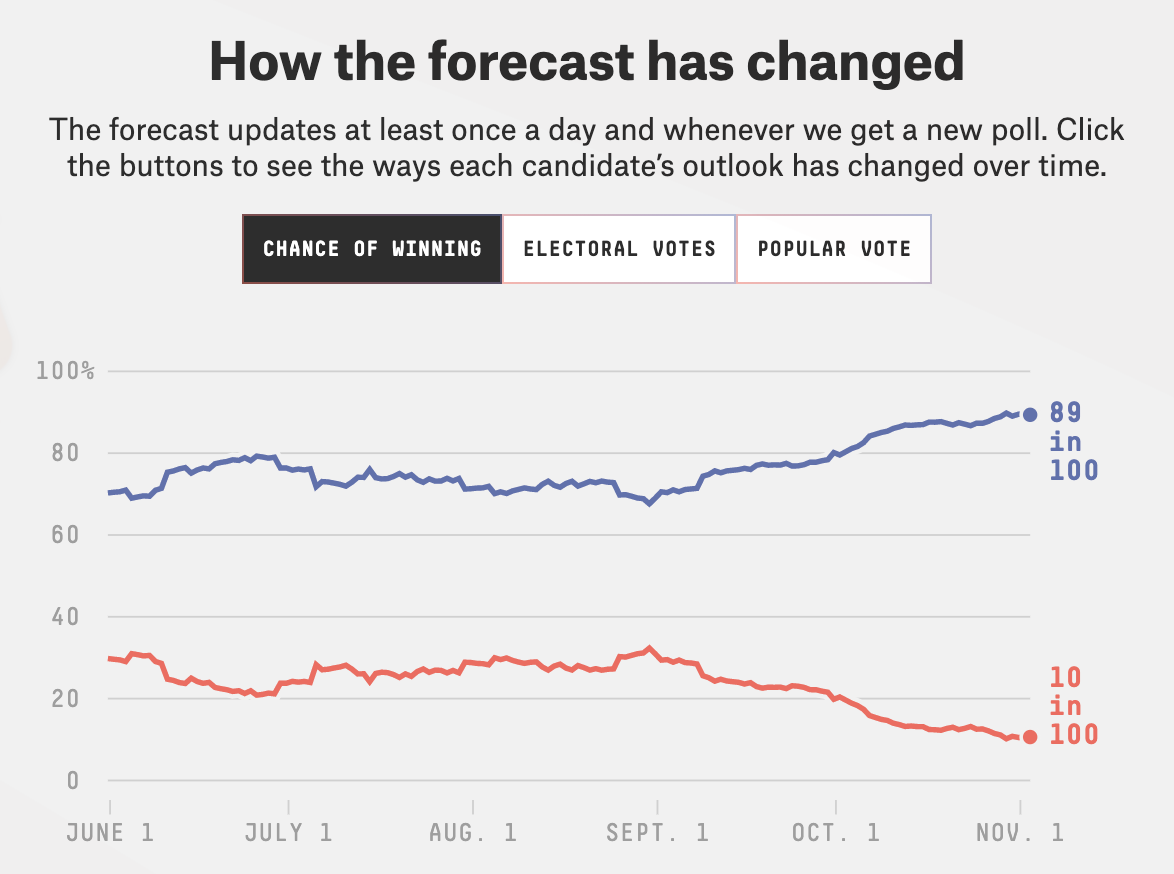 How the forecast has changed
The forecast updates at least once a day and whenever we get a new poll. Click
the buttons to see the ways each candidate’s outlook has changed over time.
CHANCE OF WINNING
ELECTORAL VOTES
POPULAR VOTE
100%
80
60
40
20
0
89
in
100
10
in
100
JUNE 1
JULY 1
AUG. 1
SEPT. 1
OCT. 1
NOV. 1